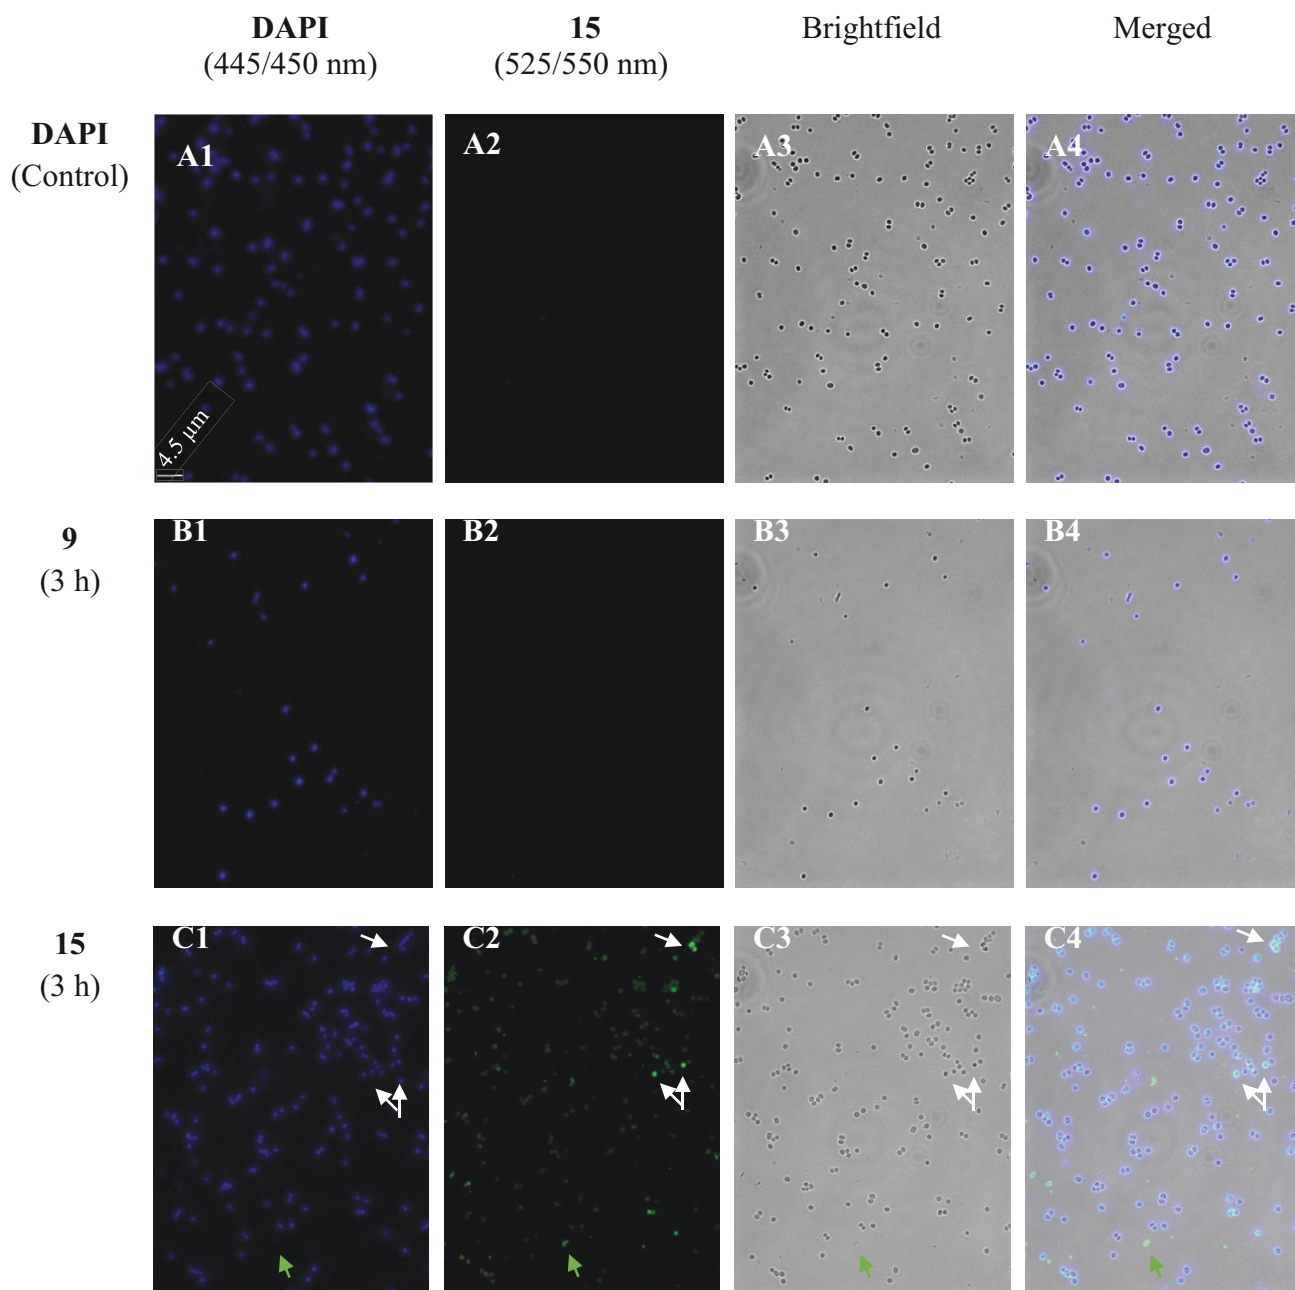 DAPI
(445/450 nm)
15
(525/550 nm)
Brightfield
Merged
DAPI
(Control)
A1
A2
A3
A4
4.5 µm
9
(3 h)
B1
B2
B3
B4
15
(3 h)
C1
C2
C3
C4